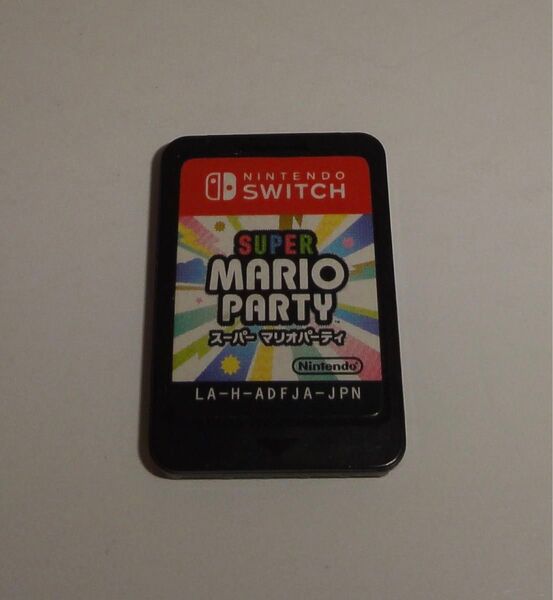 NINTENDO
SWITCH
SUPER
MARIO
PARTY™
スーパー マリオパーティ
Nintendo
LA-H-ADFJA-JPN